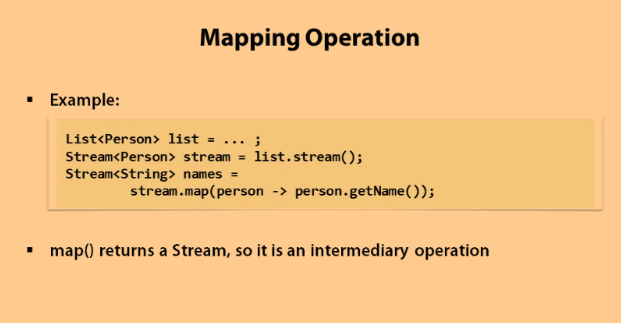 Mapping Operation
▪ Example:
List<Person> list = ... ;
Stream<Person> stream = list.stream();
Stream<String> names =
        stream.map(person -> person.getName());
▪ map() returns a Stream, so it is an intermediary operation